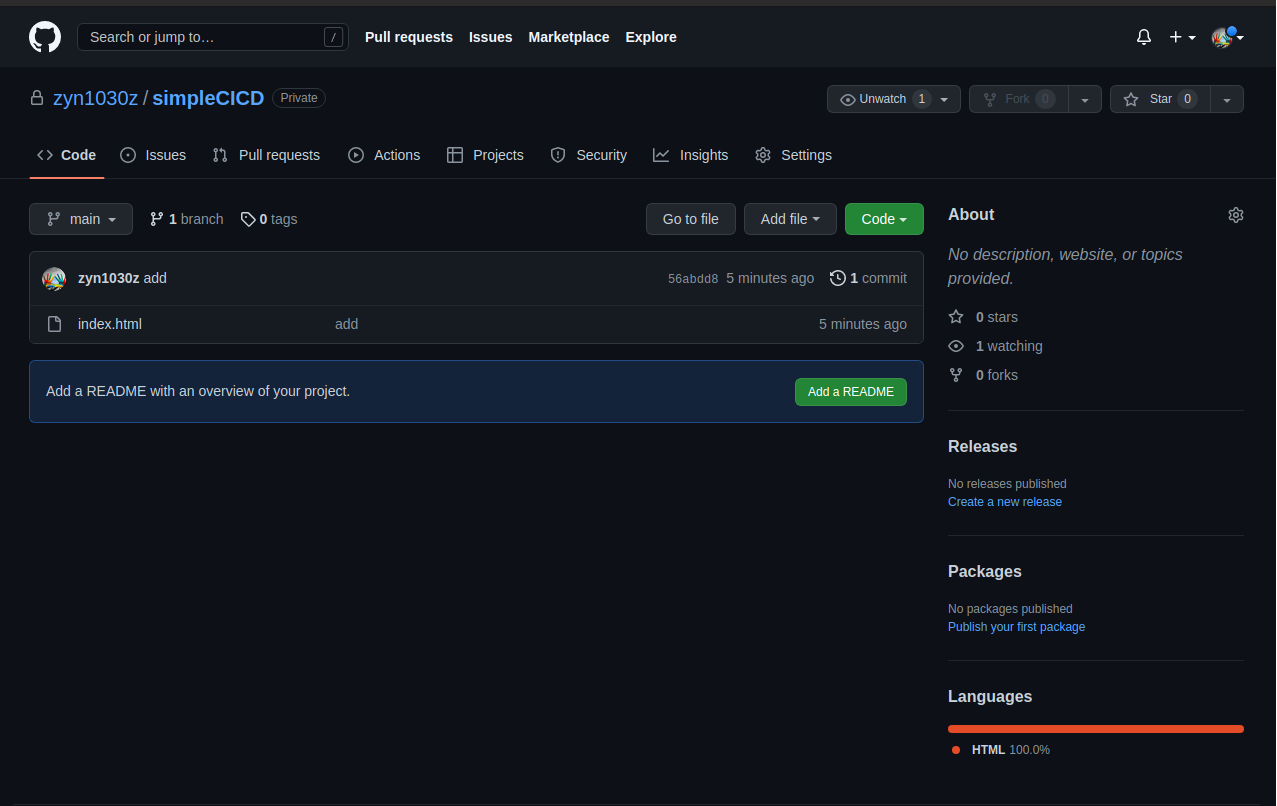 Search or jump to… / Pull requests Issues Marketplace Explore
zyn1030z / simpleCICD Private Unwatch 1 Fork 0 Star 0
Code Issues Pull requests Actions Projects Security Insights Settings
main 1 branch 0 tags Go to file Add file Code
zyn1030z add 56abdd8 5 minutes ago 1 commit
index.html add 5 minutes ago
Add a README with an overview of your project. Add a README
About
No description, website, or topics
provided.
0 stars
1 watching
0 forks
Releases
No releases published
Create a new release
Packages
No packages published
Publish your first package
Languages
HTML 100.0%